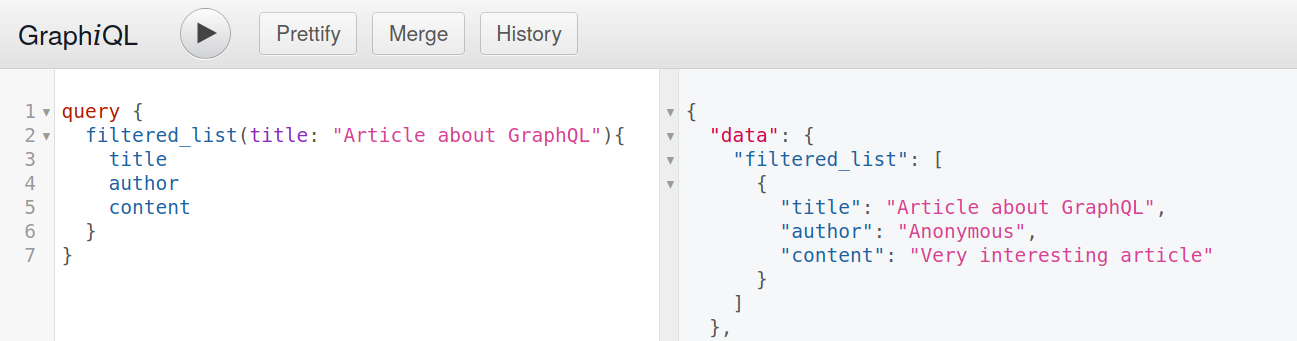 GraphiQL Prettify Merge History
1 query {
2 filtered_list(title: "Article about GraphQL"){
3 title
4 author
5 content
6 }
7 }
{
"data": {
"filtered_list": [
{
"title": "Article about GraphQL",
"author": "Anonymous",
"content": "Very interesting article"
}
]
},